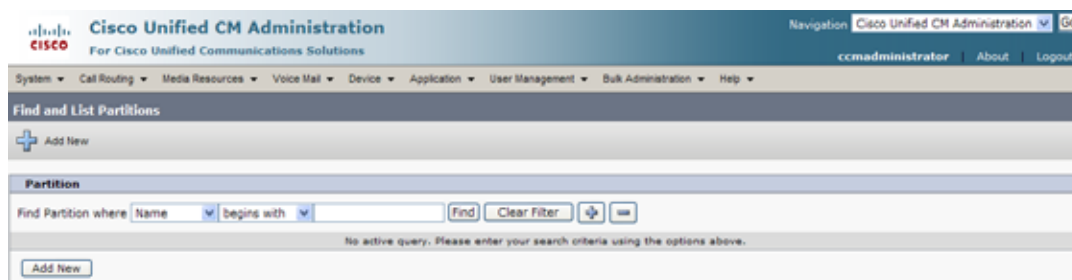 Cisco Unified CM Administration
CISCO
For Cisco Unified Communications Solutions
Navigation Cisco Unified CM Administration
ccmadministrator | About | Logout
System Call Routing Media Resources Voice Mail Device Application User Management Bulk Administration Help
Find and List Partitions
Add New
Partition
Find Partition where Name begins with Find Clear Filter
No active query. Please enter your search criteria using the options above.
Add New